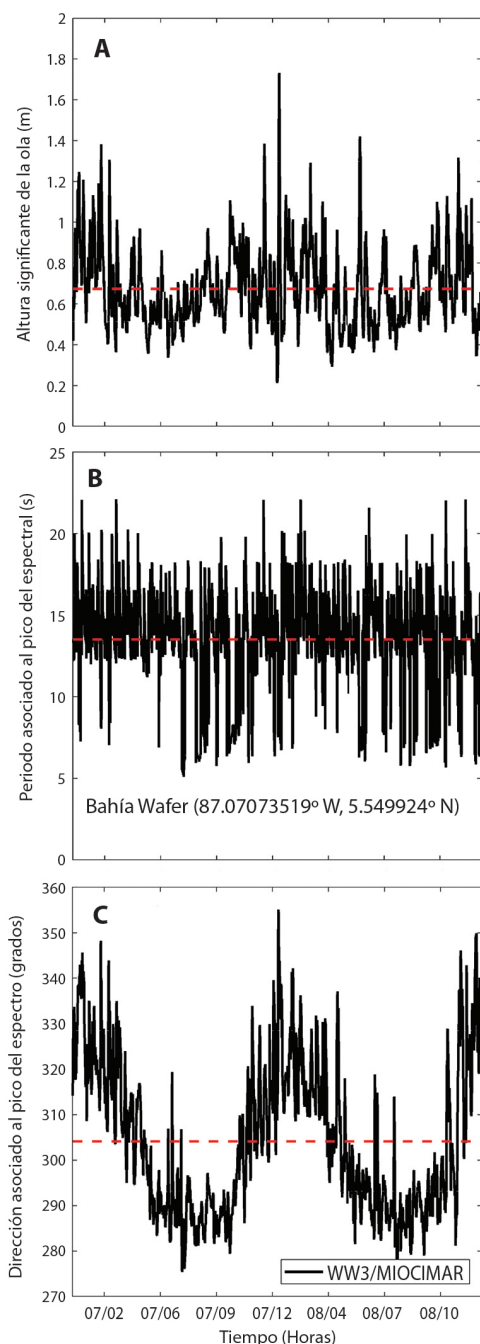 A
Altura significante de la ola (m)
2
1.8
1.6
1.4
1.2
1
0.8
0.6
0.4
0.2
0
B
Periodo asociado al pico del espectral (s)
25
20
15
10
5
0
Bahía Wafer (87.07073519º W, 5.549924º N)
C
Dirección asociado al pico del espectro (grados)
360
350
340
330
320
310
300
290
280
270
WW3/MIOCIMAR
07/02 07/06 07/09 07/12 08/04 08/07 08/10
Tiempo (Horas)